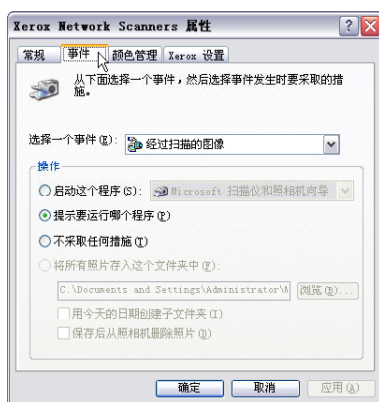 Xerox Network Scanners 属性
常规 事件 颜色管理 Xerox 设置
从下面选择一个事件，然后选择事件发生时要采取的措
施。
选择一个事件(E): 经过扫描的图像
操作
启动这个程序(S): Microsoft 扫描仪和照相机向导
提示要运行哪个程序(P)
不采取任何措施(T)
将所有照片存入这个文件夹中(F):
C:\Documents and Settings\Administrator\M 浏览(B)...
用今天的日期创建子文件夹(I)
保存后从照相机删除照片(D)
确定 取消 应用(A)